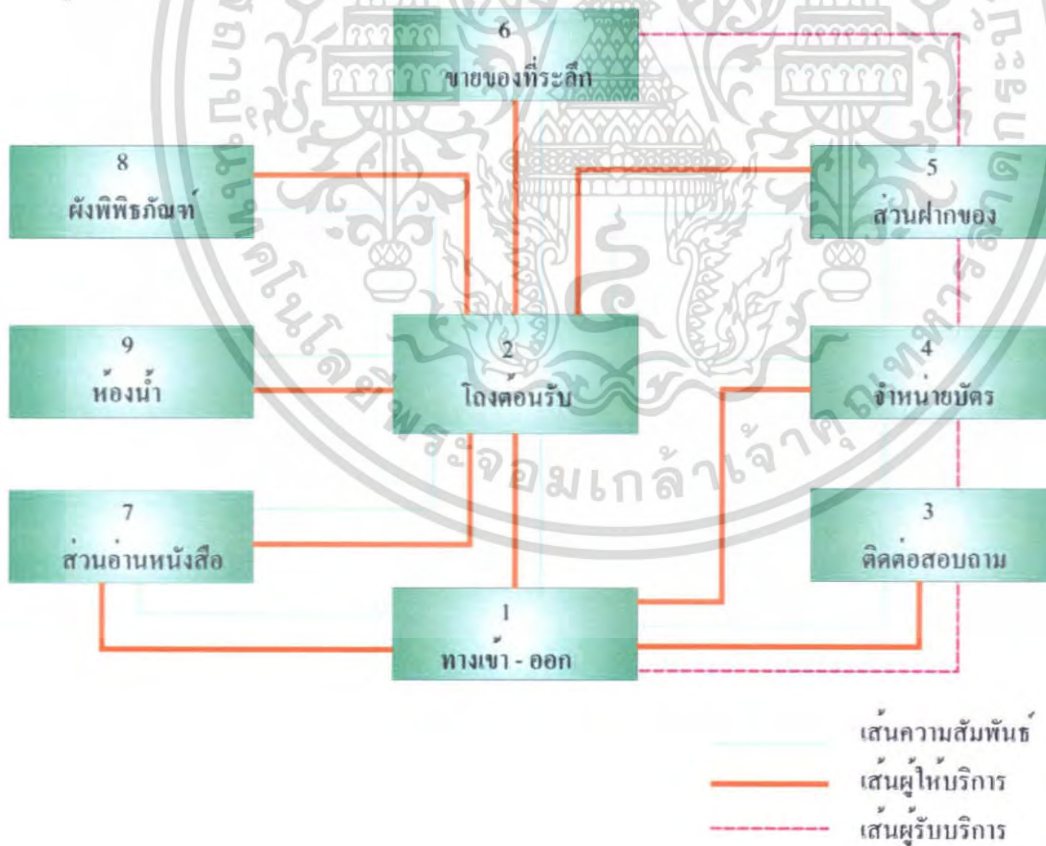 6
ขายของที่ระลึก
8
ผังพิพิธภัณฑ์
5
ส่วนฝากของ
9
ห้องน้ำ
2
โถงต้อนรับ
4
จำหน่ายบัตร
7
ส่วนอ่านหนังสือ
3
ติดต่อสอบถาม
1
ทางเข้า - ออก
เส้นความสัมพันธ์
เส้นผู้ให้บริการ
เส้นผู้รับบริการ